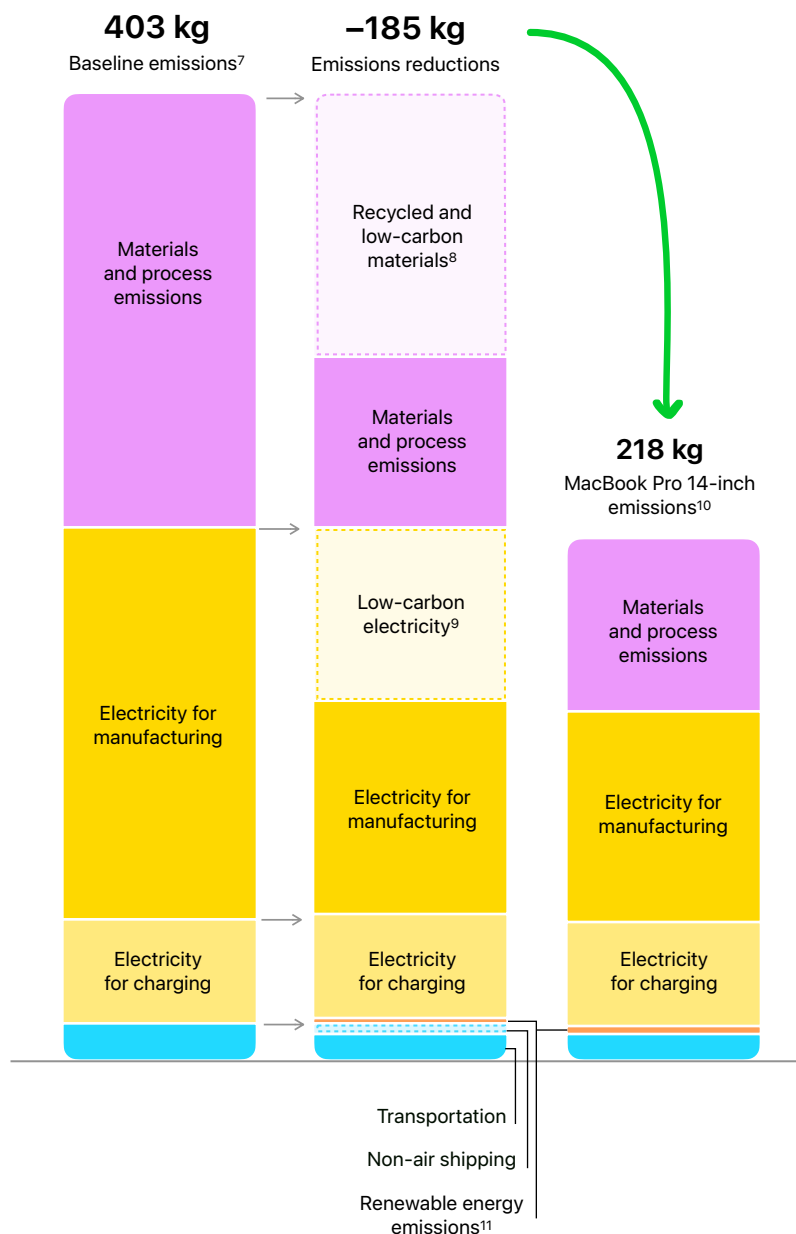 403 kg
Baseline emissions⁷
–185 kg
Emissions reductions
Materials
and process
emissions
Recycled and
low-carbon
materials⁸
Materials
and process
emissions
218 kg
MacBook Pro 14-inch
emissions¹⁰
Low-carbon
electricity⁹
Materials
and process
emissions
Electricity for
manufacturing
Electricity for
manufacturing
Electricity for
manufacturing
Electricity
for charging
Electricity
for charging
Electricity
for charging
Transportation
Non-air shipping
Renewable energy
emissions¹¹